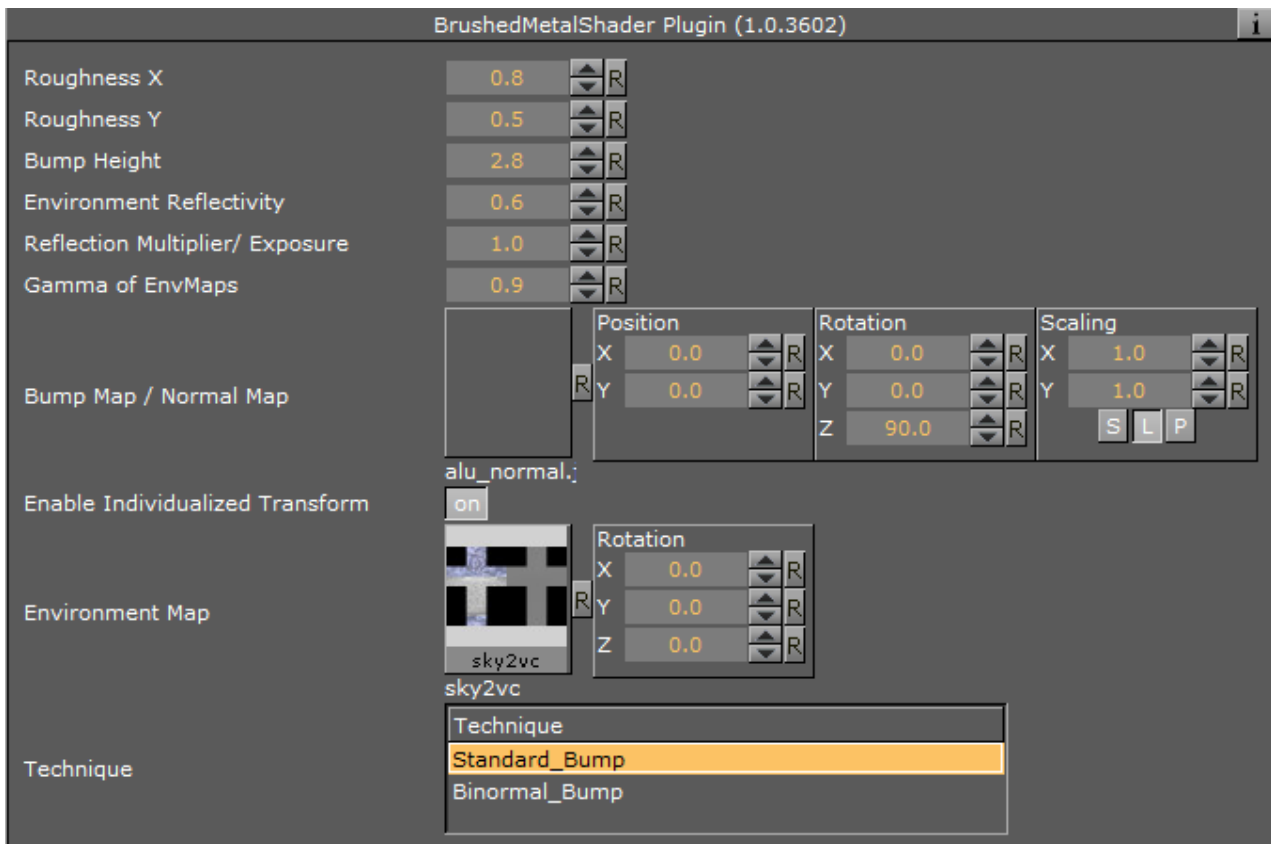 BrushedMetalShader Plugin (1.0.3602) i
Roughness X 0.8 R
Roughness Y 0.5 R
Bump Height 2.8 R
Environment Reflectivity 0.6 R
Reflection Multiplier/ Exposure 1.0 R
Gamma of EnvMaps 0.9 R
Bump Map / Normal Map R
Position
X 0.0 R
Y 0.0 R
Rotation
X 0.0 R
Y 0.0 R
Z 90.0 R
Scaling
X 1.0 R
Y 1.0 R
S L P
alu_normal.
Enable Individualized Transform on
Environment Map R
Rotation
X 0.0 R
Y 0.0 R
Z 0.0 R
sky2vc
sky2vc
Technique
Technique
Standard_Bump
Binormal_Bump